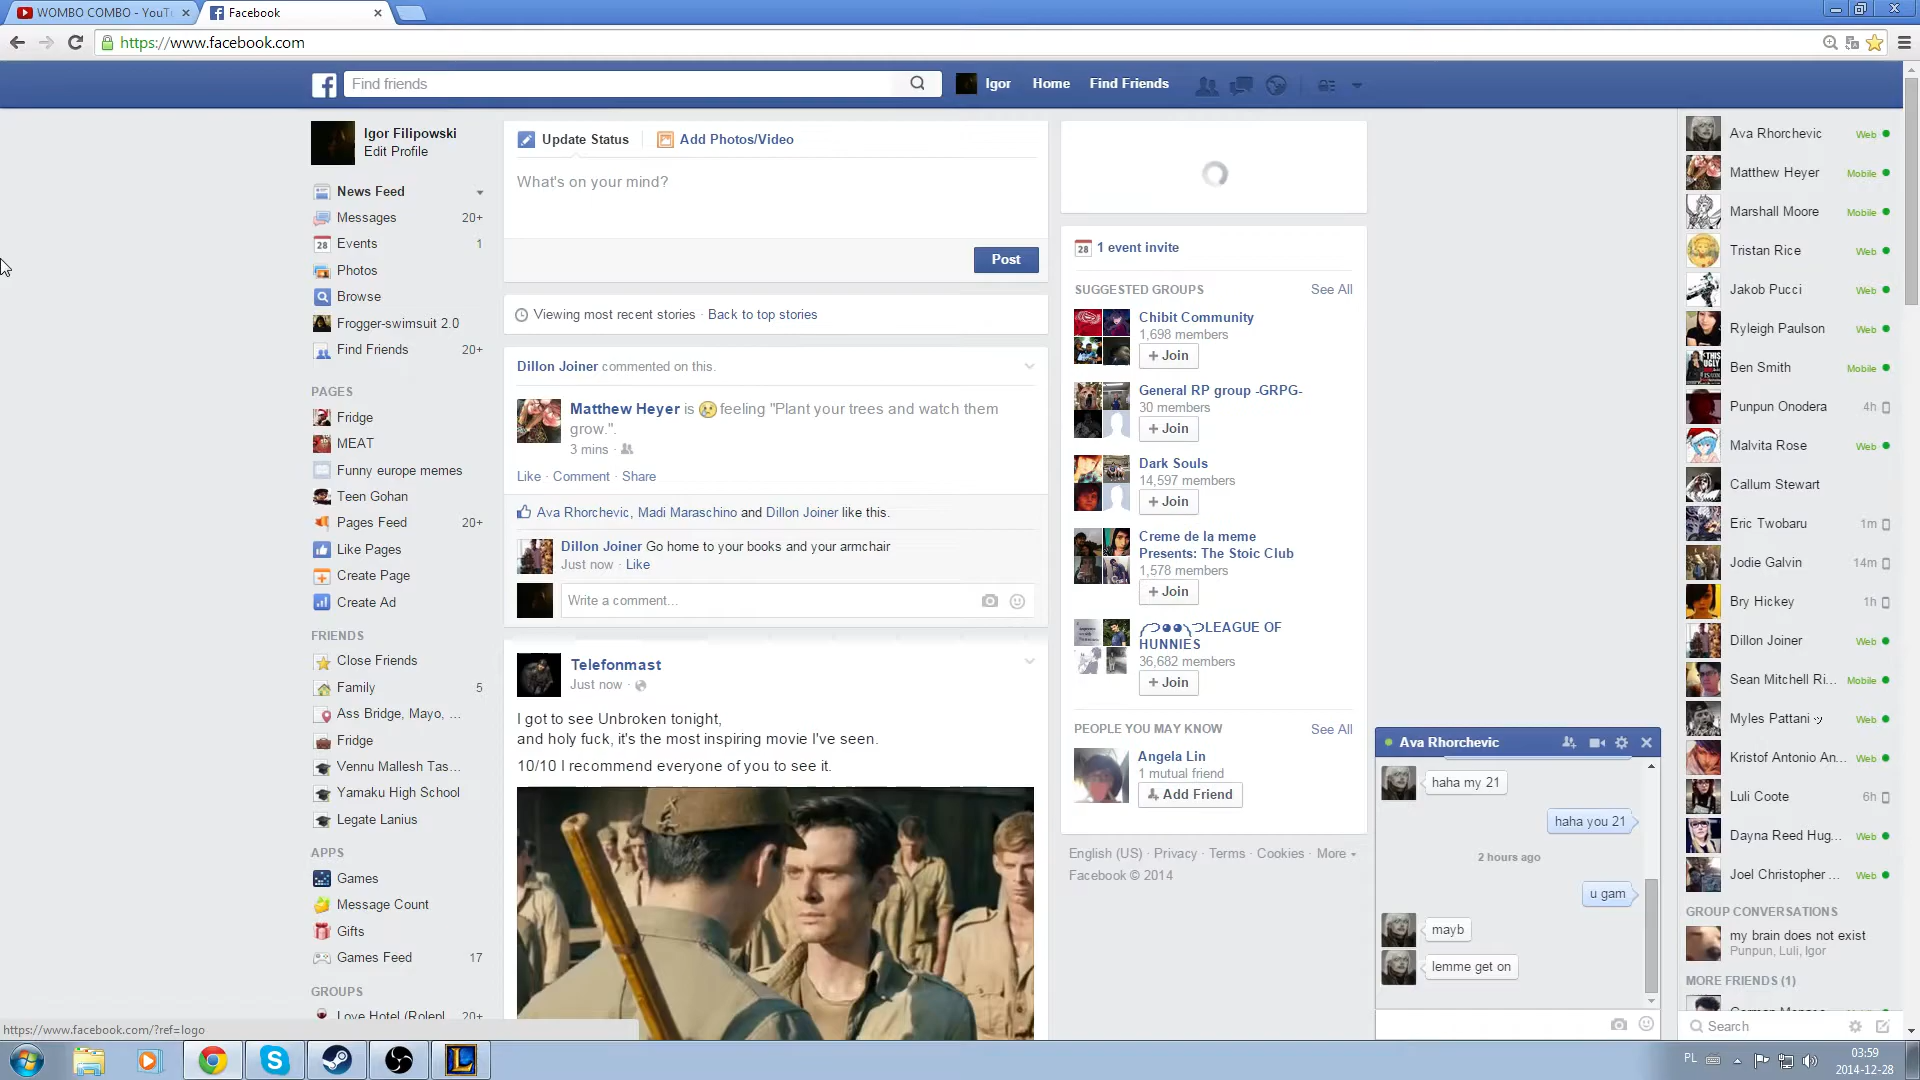 WOMBO COMBO - YouTu
Facebook
https://www.facebook.com
Find friends
Igor
Home
Find Friends
Igor Filipowski
Edit Profile
News Feed
Messages 20+
Events 1
Photos
Browse
Frogger-swimsuit 2.0
Find Friends 20+
PAGES
Fridge
MEAT
Funny europe memes
Teen Gohan
Pages Feed 20+
Like Pages
Create Page
Create Ad
FRIENDS
Close Friends
Family 5
Ass Bridge, Mayo, ...
Fridge
Vennu Mallesh Tas...
Yamaku High School
Legate Lanius
APPS
Games
Message Count
Gifts
Games Feed 17
GROUPS
Love Hotel (Rolepl 20+
https://www.facebook.com/?ref=logo
Update Status
Add Photos/Video
What's on your mind?
Post
Viewing most recent stories · Back to top stories
Dillon Joiner commented on this.
Matthew Heyer is feeling "Plant your trees and watch them
grow.".
3 mins ·
Like · Comment · Share
Ava Rhorchevic, Madi Maraschino and Dillon Joiner like this.
Dillon Joiner Go home to your books and your armchair
Just now · Like
Write a comment...
Telefonmast
Just now ·
I got to see Unbroken tonight,
and holy fuck, it's the most inspiring movie I've seen.
10/10 I recommend everyone of you to see it.
28 1 event invite
SUGGESTED GROUPS See All
Chibit Community
1,698 members
+ Join
General RP group -GRPG-
30 members
+ Join
Dark Souls
14,597 members
+ Join
Creme de la meme
Presents: The Stoic Club
1,578 members
+ Join
LEAGUE OF
HUNNIES
36,682 members
+ Join
PEOPLE YOU MAY KNOW See All
Angela Lin
1 mutual friend
Add Friend
English (US) · Privacy · Terms · Cookies · More
Facebook © 2014
Ava Rhorchevic
haha my 21
haha you 21
2 hours ago
u gam
mayb
lemme get on
Ava Rhorchevic Web
Matthew Heyer Mobile
Marshall Moore Mobile
Tristan Rice Web
Jakob Pucci Web
Ryleigh Paulson Web
Ben Smith Mobile
Punpun Onodera 4h
Malvita Rose Web
Callum Stewart
Eric Twobaru 1m
Jodie Galvin 14m
Bry Hickey 1h
Dillon Joiner Web
Sean Mitchell Ri... Mobile
Myles Pattani Web
Kristof Antonio An... Web
Luli Coote 6h
Dayna Reed Hug... Web
Joel Christopher ... Web
GROUP CONVERSATIONS
my brain does not exist
Punpun, Luli, Igor
MORE FRIENDS (1)
Search
PL
03:59
2014-12-28